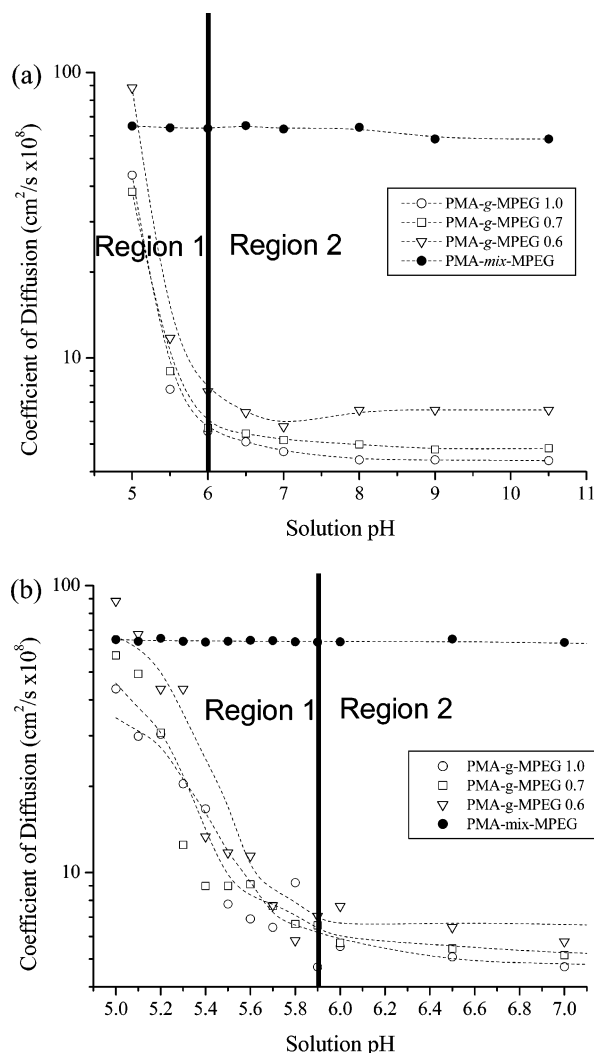 (a)
100
10
Coefficient of Diffusion (cm²/s x10⁸)
Region 1
Region 2
PMA-g-MPEG 1.0
PMA-g-MPEG 0.7
PMA-g-MPEG 0.6
PMA-mix-MPEG
5 6 7 8 9 10 11
Solution pH
(b)
100
10
Coefficient of Diffusion (cm²/s x10⁸)
Region 1
Region 2
PMA-g-MPEG 1.0
PMA-g-MPEG 0.7
PMA-g-MPEG 0.6
PMA-mix-MPEG
5.0 5.2 5.4 5.6 5.8 6.0 6.2 6.4 6.6 6.8 7.0
Solution pH